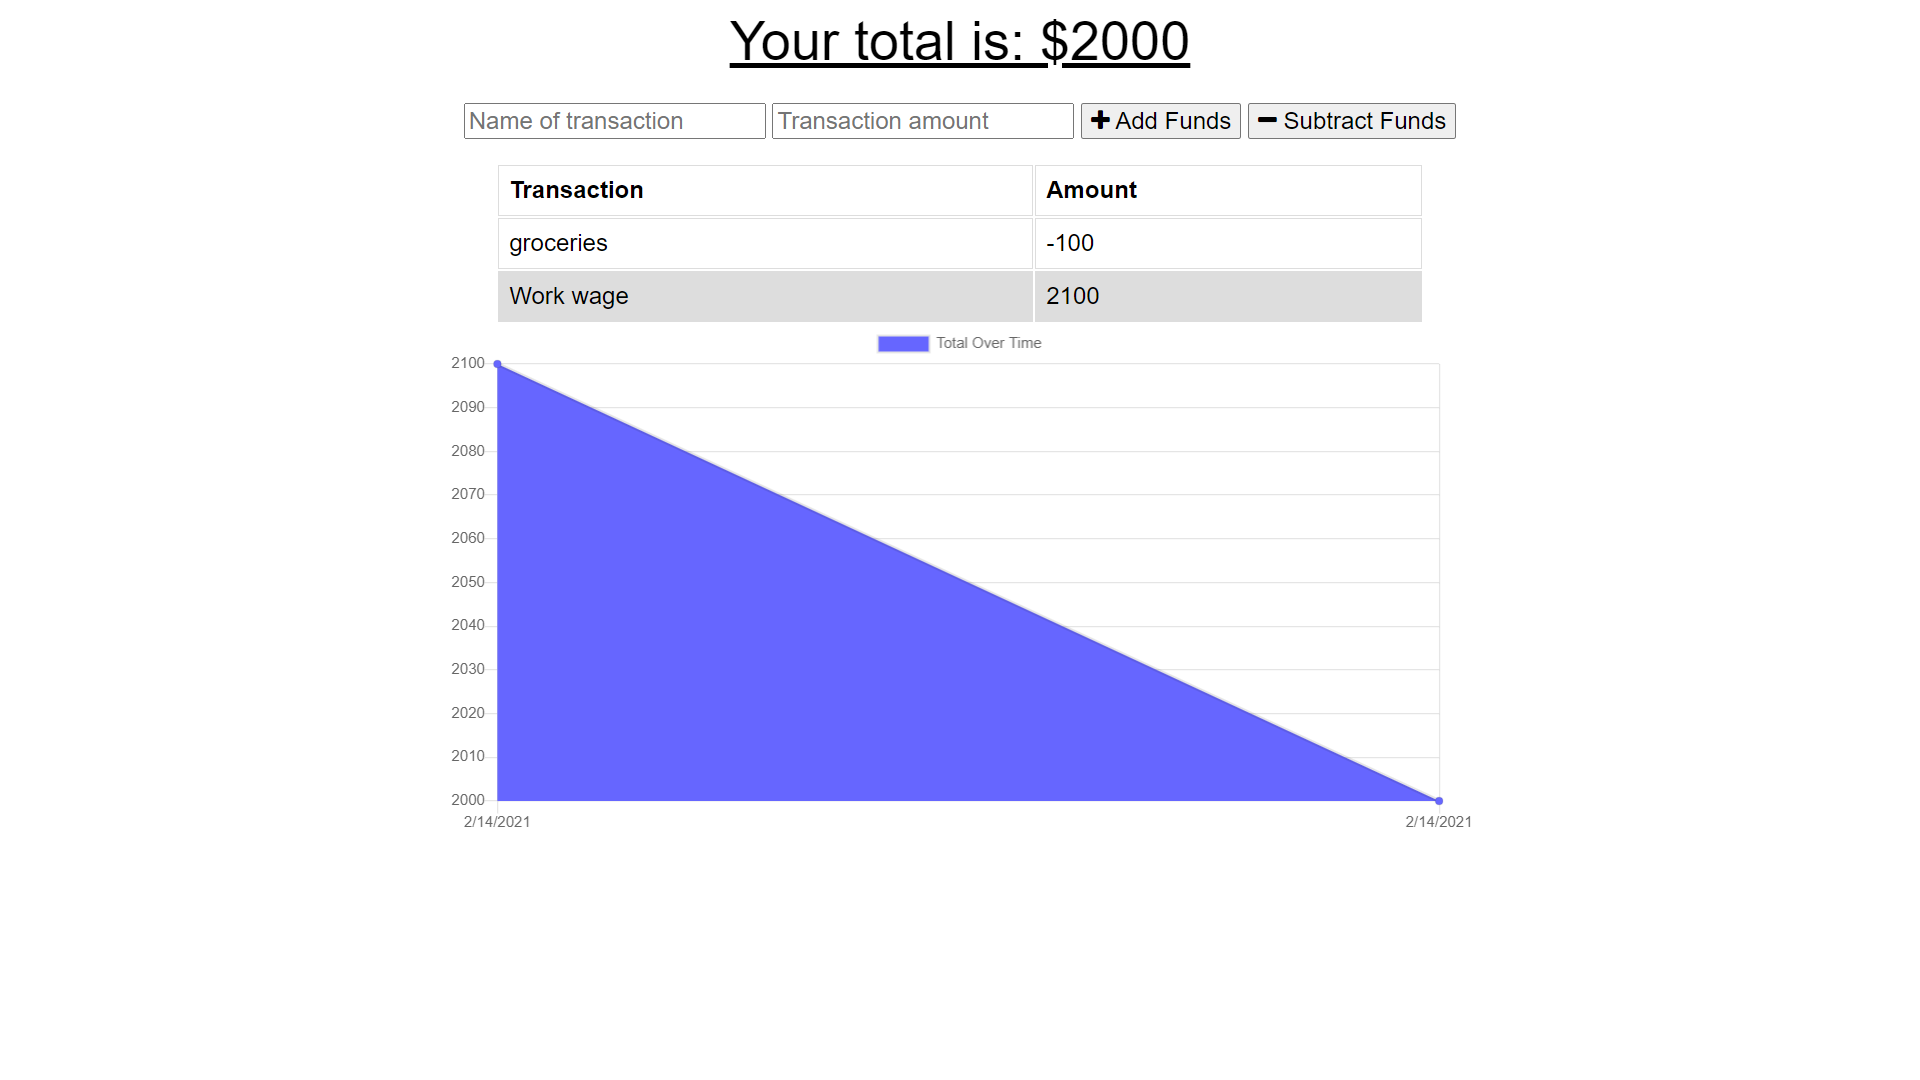 Your total is: $2000
Name of transaction Transaction amount Add Funds Subtract Funds
Transaction Amount
groceries -100
Work wage 2100
Total Over Time
2100
2090
2080
2070
2060
2050
2040
2030
2020
2010
2000
2/14/2021 2/14/2021